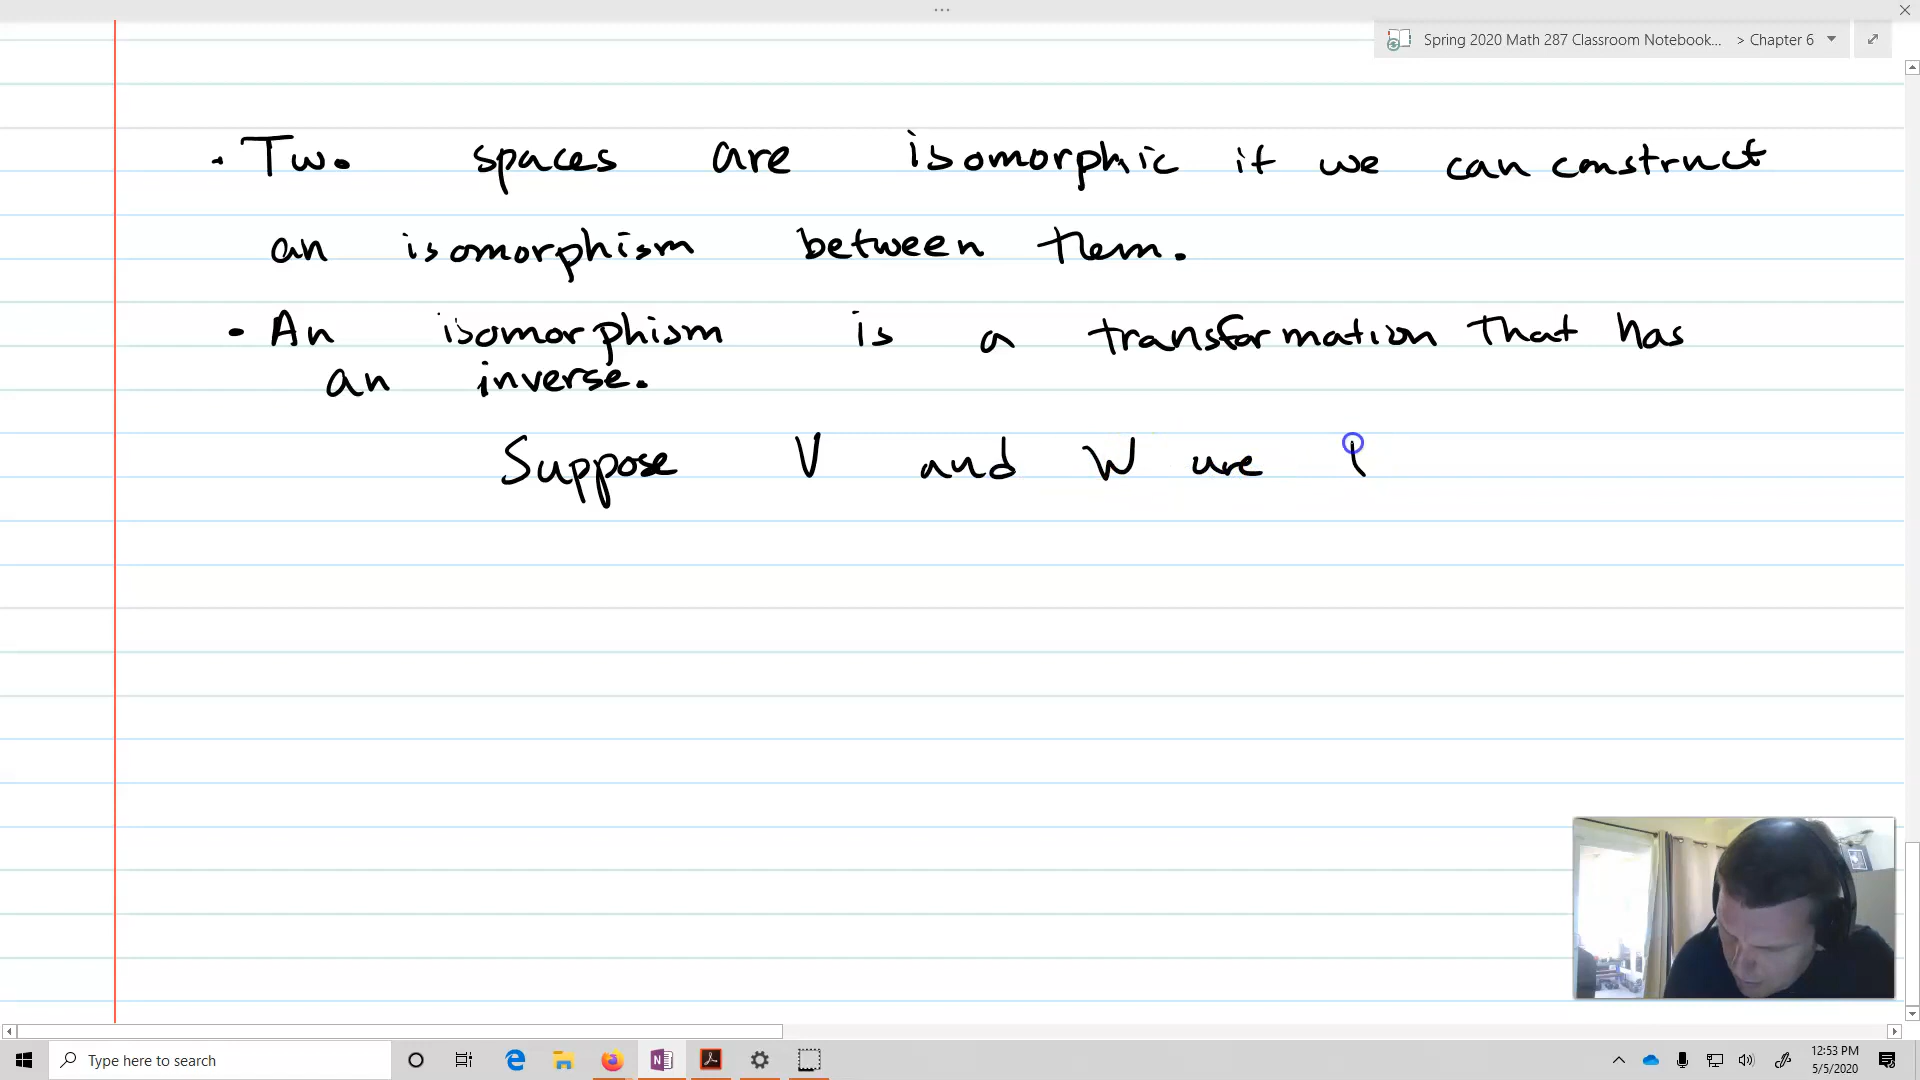 Spring 2020 Math 287 Classroom Notebook... > Chapter 6
• Two spaces are isomorphic if we can construct
an isomorphism between them.
• An isomorphism is a transformation that has
an inverse.
Suppose V and W are
Type here to search
12:53 PM
5/5/2020